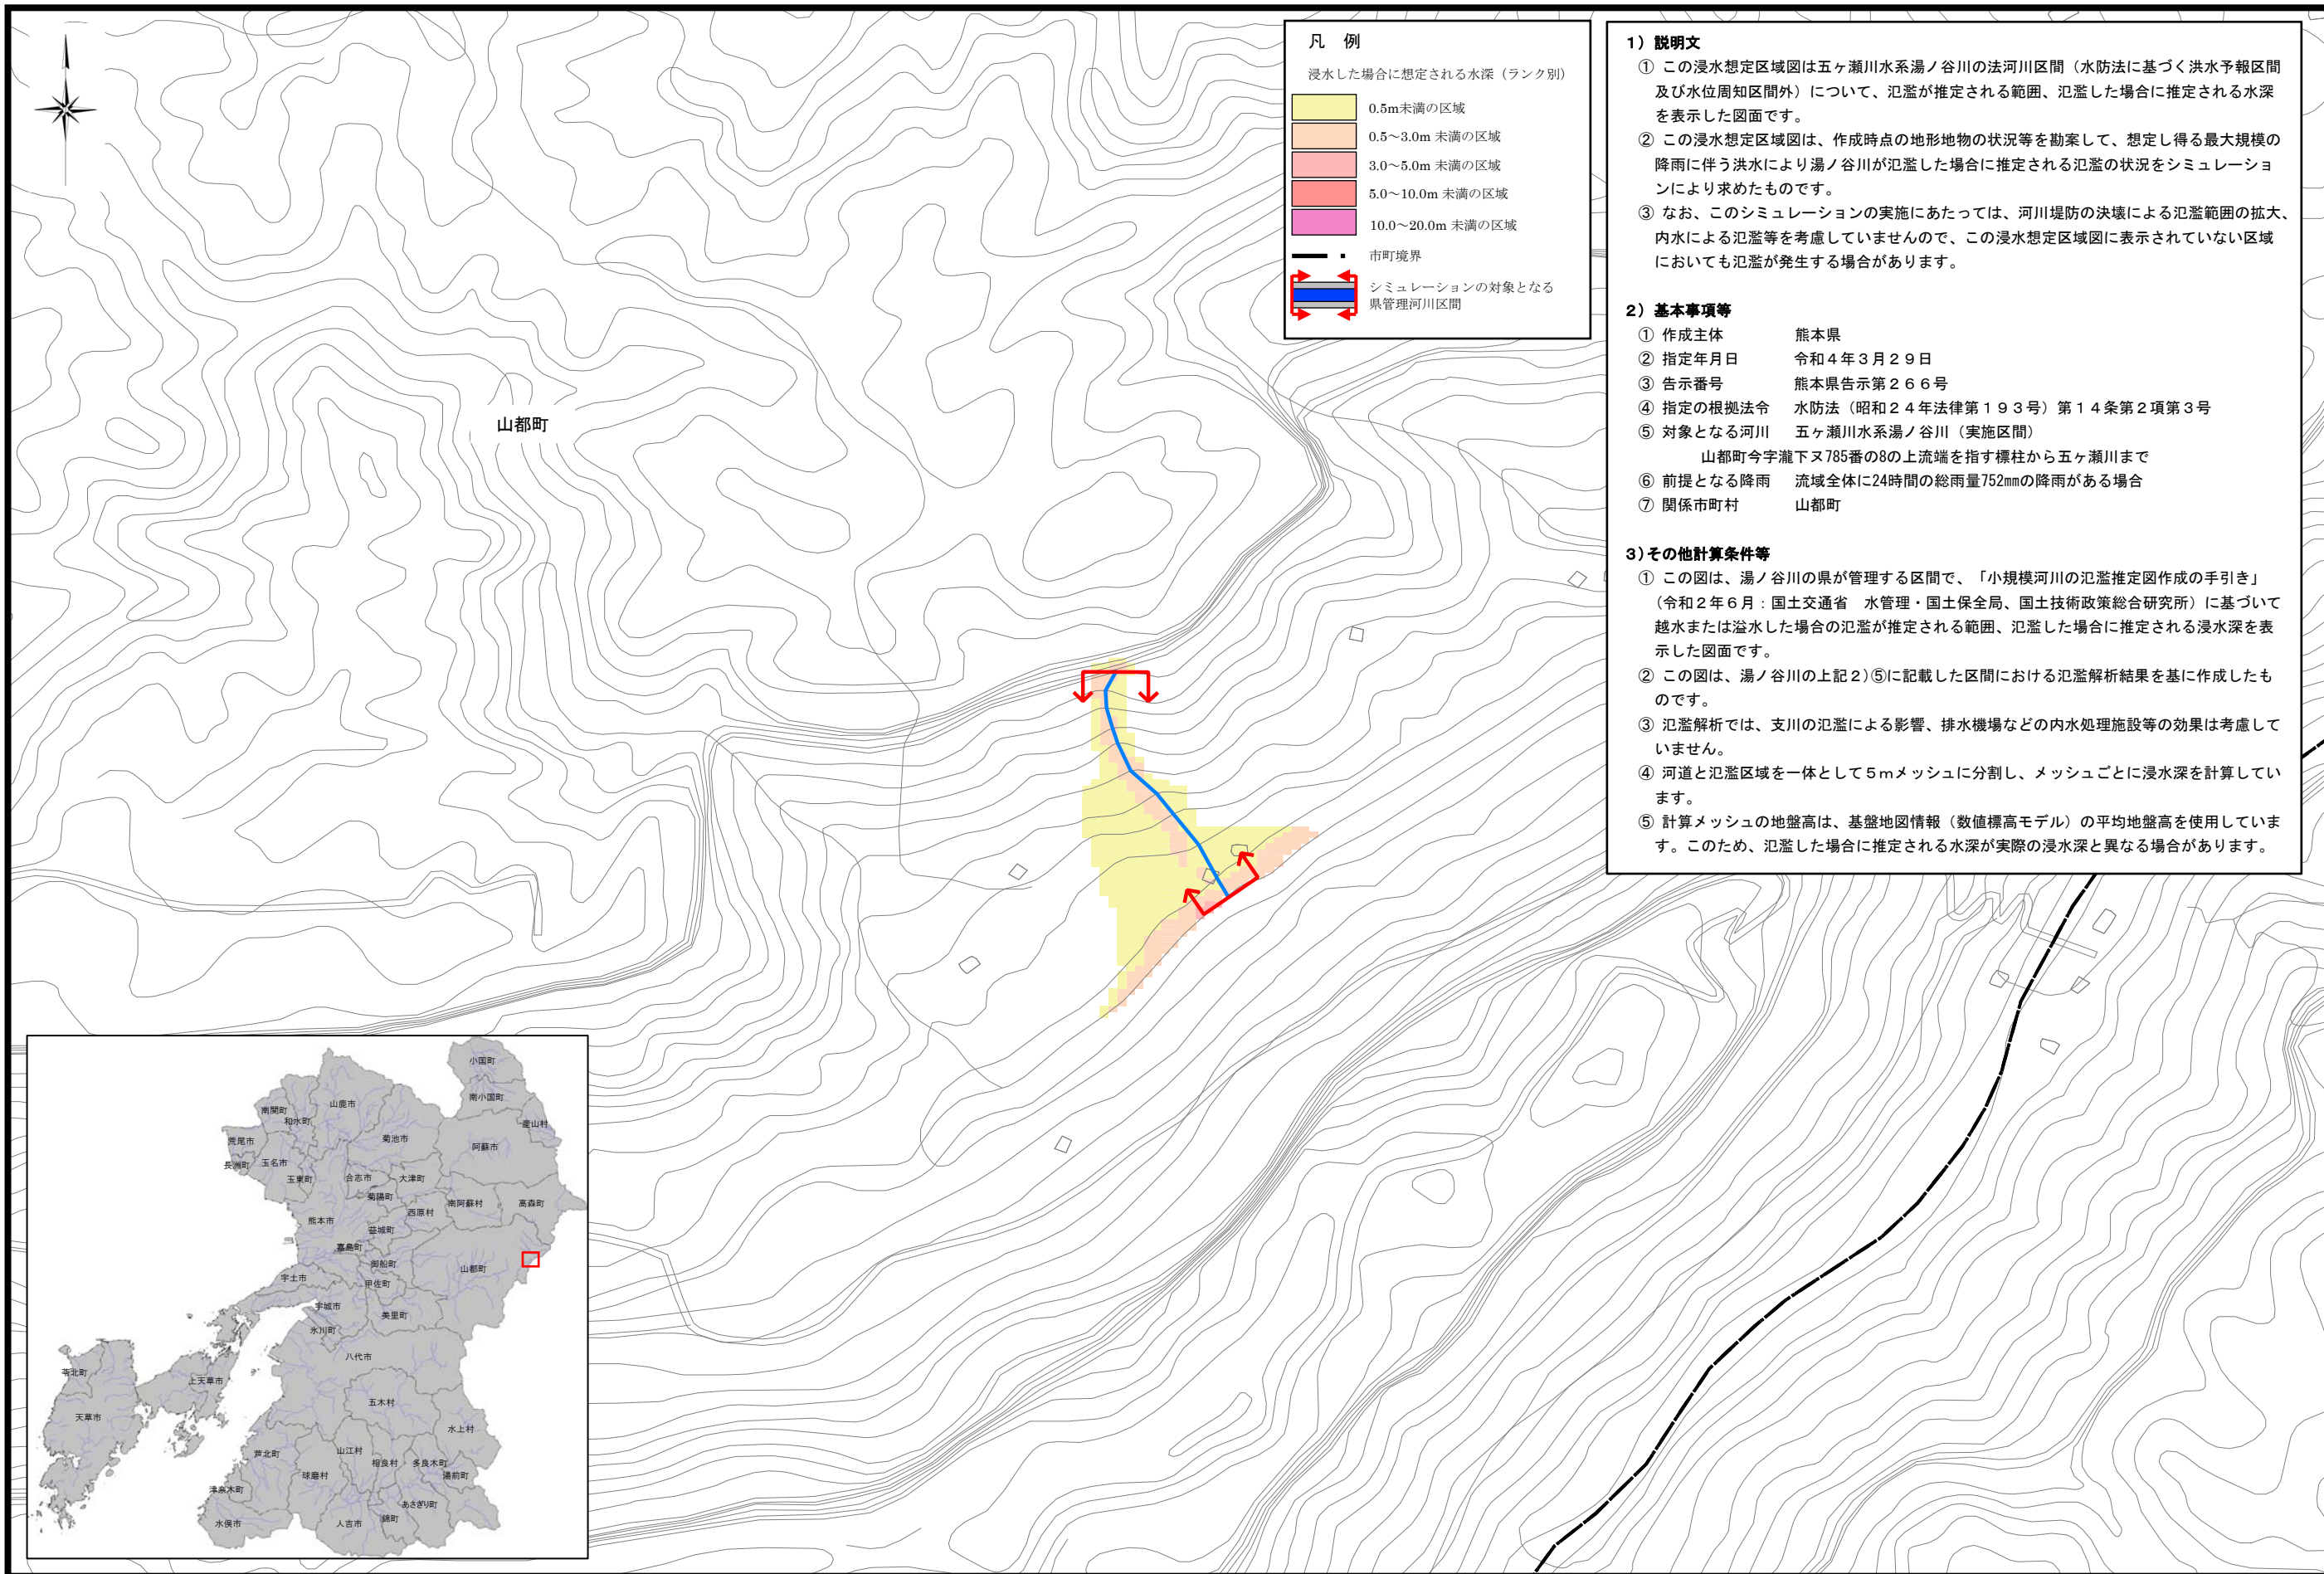 凡 例
浸水した場合に想定される水深（ランク別）
0.5m未満の区域
0.5～3.0m 未満の区域
3.0～5.0m 未満の区域
5.0～10.0m 未満の区域
10.0～20.0m 未満の区域
市町境界
シミュレーションの対象となる
県管理河川区間
1）説明文
① この浸水想定区域図は五ヶ瀬川水系湯ノ谷川の法河川区間（水防法に基づく洪水予報区間
及び水位周知区間外）について、氾濫が推定される範囲、氾濫した場合に推定される水深
を表示した図面です。
② この浸水想定区域図は、作成時点の地形地物の状況等を勘案して、想定し得る最大規模の
降雨に伴う洪水により湯ノ谷川が氾濫した場合に推定される氾濫の状況をシミュレーショ
ンにより求めたものです。
③ なお、このシミュレーションの実施にあたっては、河川堤防の決壊による氾濫範囲の拡大、
内水による氾濫等を考慮していませんので、この浸水想定区域図に表示されていない区域
においても氾濫が発生する場合があります。
2）基本事項等
① 作成主体 熊本県
② 指定年月日 令和４年３月２９日
③ 告示番号 熊本県告示第２６６号
④ 指定の根拠法令 水防法（昭和２４年法律第１９３号）第１４条第２項第３号
⑤ 対象となる河川 五ヶ瀬川水系湯ノ谷川（実施区間）
山都町今字瀧下ヌ785番の8の上流端を指す標柱から五ヶ瀬川まで
⑥ 前提となる降雨 流域全体に24時間の総雨量752mmの降雨がある場合
⑦ 関係市町村 山都町
3)その他計算条件等
① この図は、湯ノ谷川の県が管理する区間で、「小規模河川の氾濫推定図作成の手引き」
（令和２年６月：国土交通省 水管理・国土保全局、国土技術政策総合研究所）に基づいて
越水または溢水した場合の氾濫が推定される範囲、氾濫した場合に推定される浸水深を表
示した図面です。
② この図は、湯ノ谷川の上記２)⑤に記載した区間における氾濫解析結果を基に作成したも
のです。
③ 氾濫解析では、支川の氾濫による影響、排水機場などの内水処理施設等の効果は考慮して
いません。
④ 河道と氾濫区域を一体として５ｍメッシュに分割し、メッシュごとに浸水深を計算してい
ます。
⑤ 計算メッシュの地盤高は、基盤地図情報（数値標高モデル）の平均地盤高を使用していま
す。このため、氾濫した場合に推定される水深が実際の浸水深と異なる場合があります。
山都町
小国町
南小国町
産山村
山鹿市
南関町
和水町
菊池市
阿蘇市
荒尾市
長洲町
玉名市
玉東町
合志市
大津町
菊陽町
南阿蘇村
高森町
西原村
熊本市
益城町
嘉島町
御船町
山都町
宇土市
甲佐町
宇城市
美里町
氷川町
八代市
苓北町
上天草市
天草市
五木村
水上村
芦北町
山江村
相良村
多良木町
湯前町
球磨村
津奈木町
あさぎり町
水俣市
人吉市
錦町